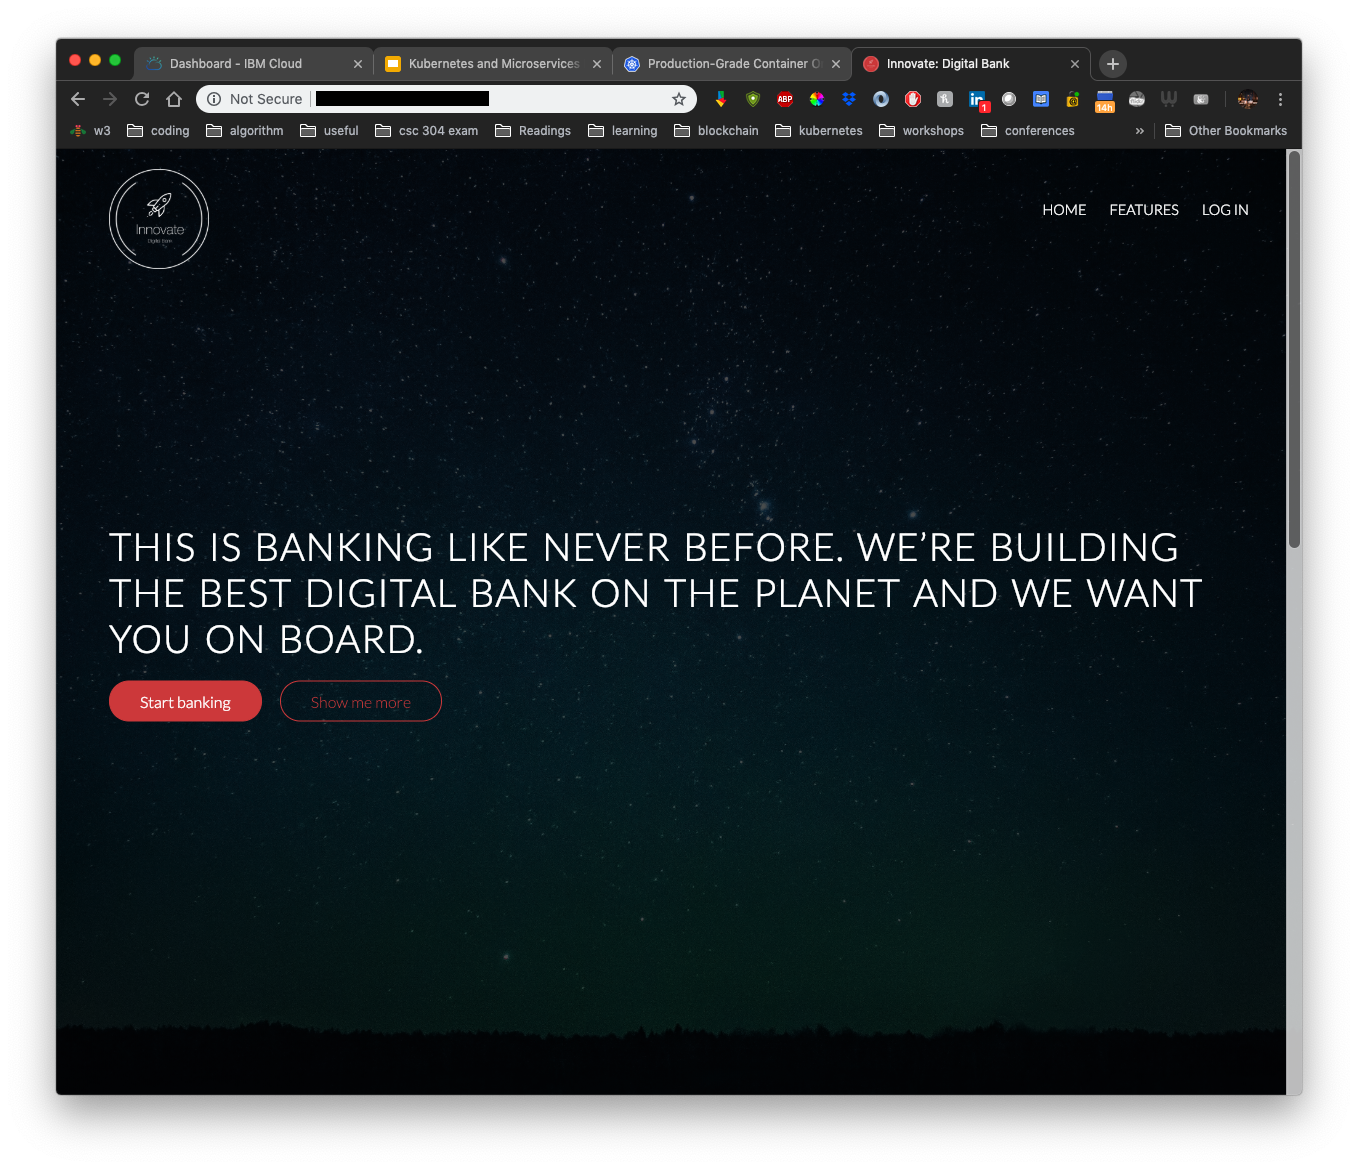 Dashboard - IBM Cloud
Kubernetes and Microservices
Production-Grade Container O
Innovate: Digital Bank
Not Secure
ABP
in
1
14h
w3
coding
algorithm
useful
csc 304 exam
Readings
learning
blockchain
kubernetes
workshops
conferences
»
Other Bookmarks
Innovate
Digital Bank
HOME
FEATURES
LOG IN
THIS IS BANKING LIKE NEVER BEFORE. WE’RE BUILDING
THE BEST DIGITAL BANK ON THE PLANET AND WE WANT
YOU ON BOARD.
Start banking
Show me more